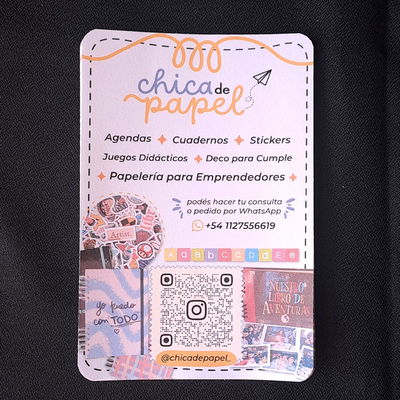 chica de
papel
Agendas ✦ Cuadernos ✦ Stickers
Juegos Didácticos ✦ Deco para Cumple
✦ Papelería para Emprendedores ✦
podés hacer tu consulta
o pedido por WhatsApp
+54 1127556619
A a B b C c D d E e
Artist.
yo puedo
con TODO
NUESTRO
LIBRO DE
AVENTURAS
@chicadepapel_